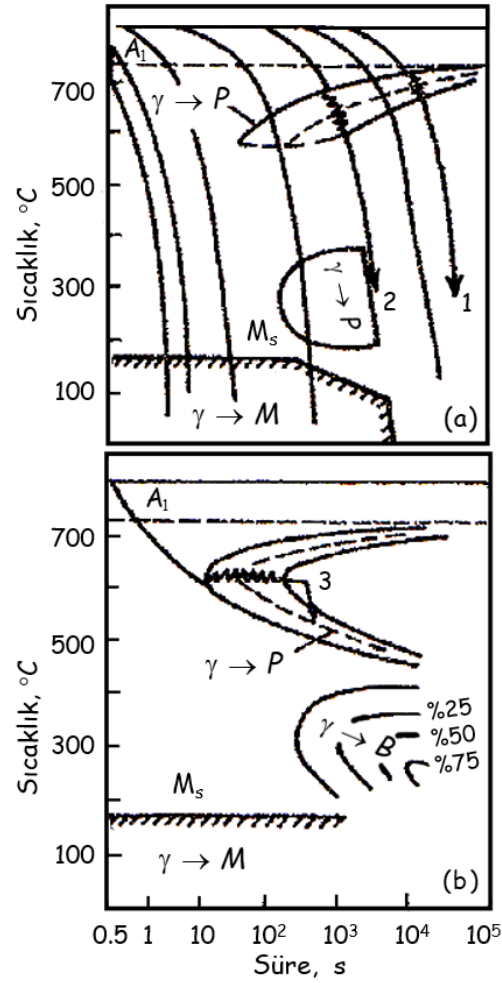 A₁
700
γ → P
Sıcaklık, °C
500
300
γ → P
2
1
Mₛ
100
γ → M
(a)
A₁
700
3
Sıcaklık, °C
500
γ → P
%25
γ → B
%50
300
%75
Mₛ
100
γ → M
(b)
0.5 1 10 10² 10³ 10⁴ 10⁵
Süre, s